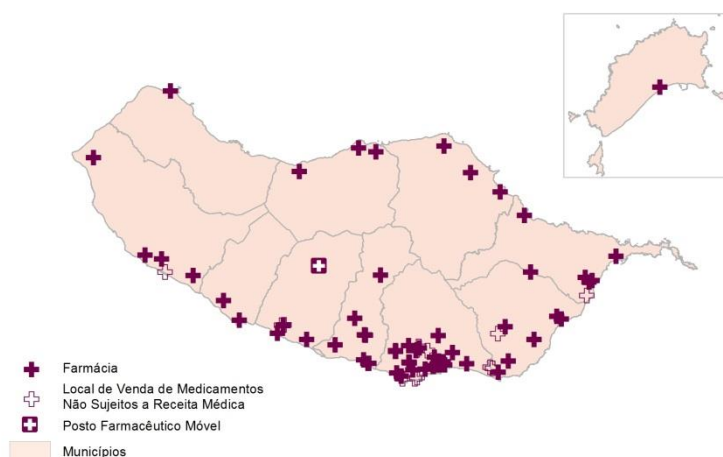 Farmácia
Local de Venda de Medicamentos
Não Sujeitos a Receita Médica
Posto Farmacêutico Móvel
Municípios